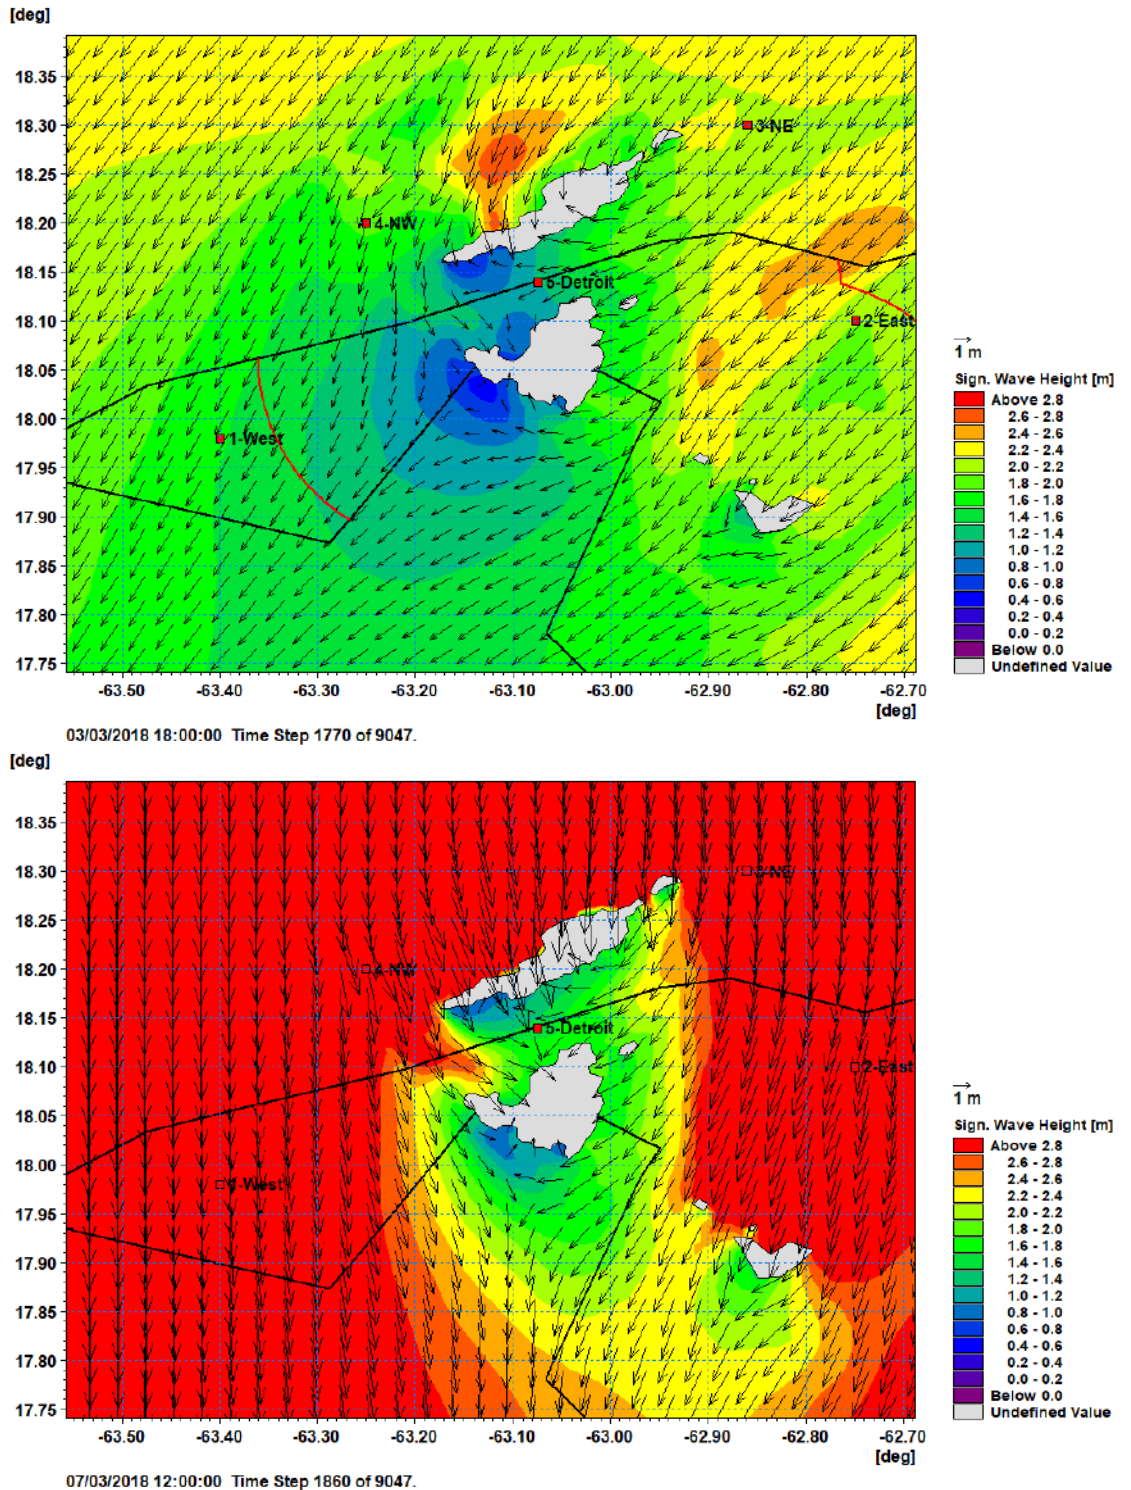 [deg]
18.35
18.30
3-NE
18.25
18.20
4-NW
18.15
5-Detroit
18.10
2-East
18.05
18.00
1-West
17.95
17.90
17.85
17.80
17.75
1 m
Sign. Wave Height [m]
Above 2.8
2.6 - 2.8
2.4 - 2.6
2.2 - 2.4
2.0 - 2.2
1.8 - 2.0
1.6 - 1.8
1.4 - 1.6
1.2 - 1.4
1.0 - 1.2
0.8 - 1.0
0.6 - 0.8
0.4 - 0.6
0.2 - 0.4
0.0 - 0.2
Below 0.0
Undefined Value
-63.50 -63.40 -63.30 -63.20 -63.10 -63.00 -62.90 -62.80 -62.70
[deg]
03/03/2018 18:00:00 Time Step 1770 of 9047.
[deg]
18.35
18.30
3-NE
18.25
18.20
4-NW
18.15
5-Detroit
18.10
2-East
18.05
18.00
1-West
17.95
17.90
17.85
17.80
17.75
1 m
Sign. Wave Height [m]
Above 2.8
2.6 - 2.8
2.4 - 2.6
2.2 - 2.4
2.0 - 2.2
1.8 - 2.0
1.6 - 1.8
1.4 - 1.6
1.2 - 1.4
1.0 - 1.2
0.8 - 1.0
0.6 - 0.8
0.4 - 0.6
0.2 - 0.4
0.0 - 0.2
Below 0.0
Undefined Value
-63.50 -63.40 -63.30 -63.20 -63.10 -63.00 -62.90 -62.80 -62.70
[deg]
07/03/2018 12:00:00 Time Step 1860 of 9047.